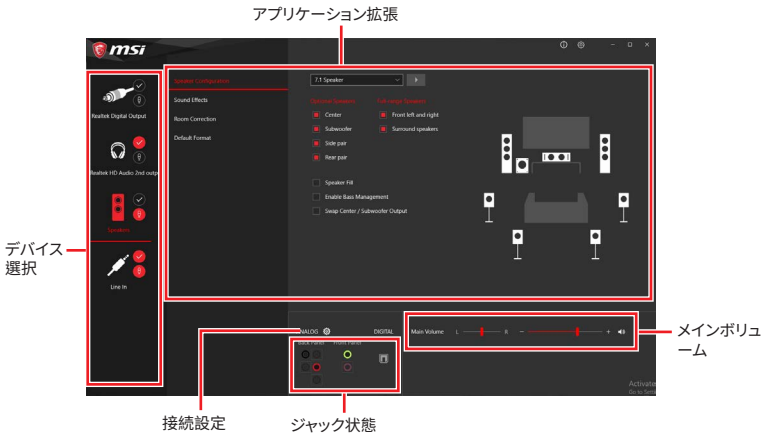 アプリケーション拡張
msi
Speaker Configuration
7.1 Speaker
Realtek Digital Output
Sound Effects
Optional Speakers
Full-range Speakers
Room Correction
Center
Front left and right
Default Format
Subwoofer
Surround speakers
Side pair
Rear pair
Realtek HD Audio 2nd outp
Speaker Fill
Enable Bass Management
Swap Center / Subwoofer Output
Speakers
デバイス
選択
Line In
ANALOG
DIGITAL
Main Volume
L
R
Back Panel
Front Panel
メインボリュ
ーム
Activate
Go to Setti
接続設定
ジャック状態